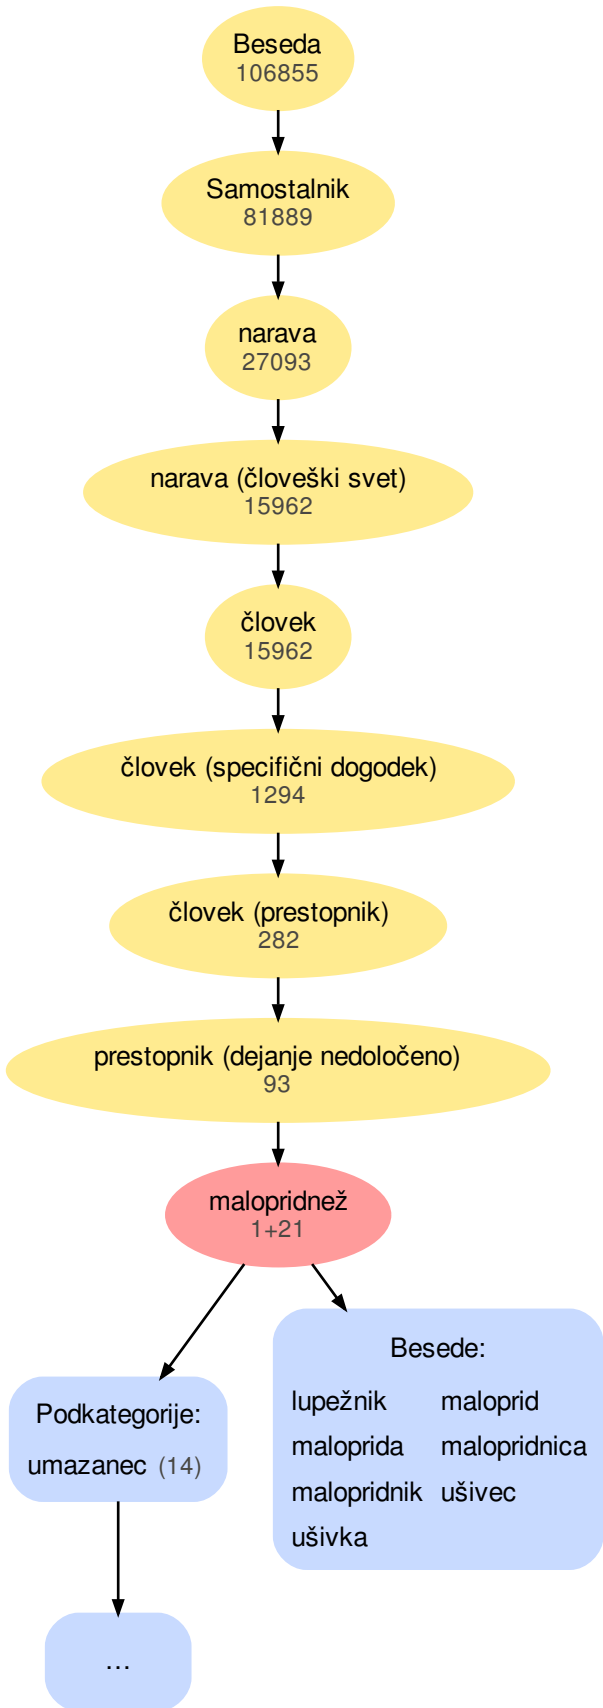 Beseda
106855
Samostalnik
81889
narava
27093
narava (človeški svet)
15962
človek
15962
človek (specifični dogodek)
1294
človek (prestopnik)
282
prestopnik (dejanje nedoločeno)
93
malopridnež
1+21
Podkategorije:
umazanec (14)
...
Besede:
lupežnik maloprid
maloprida malopridnica
malopridnik ušivec
ušivka